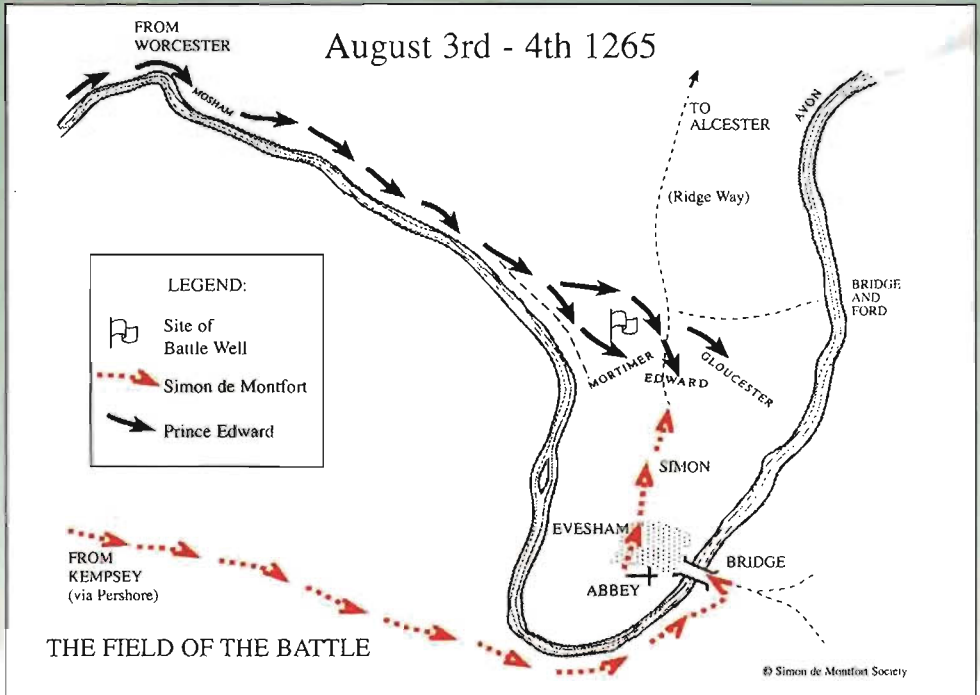 FROM
WORCESTER
August 3rd - 4th 1265
MOSHAM
TO
ALCESTER
AVON
(Ridge Way)
LEGEND:
Site of
Battle Well
Simon de Montfort
Prince Edward
BRIDGE
AND
FORD
MORTIMER
EDWARD
GLOUCESTER
SIMON
EVESHAM
ABBEY
BRIDGE
FROM
KEMPSEY
(via Pershore)
THE FIELD OF THE BATTLE
© Simon de Montfort Society